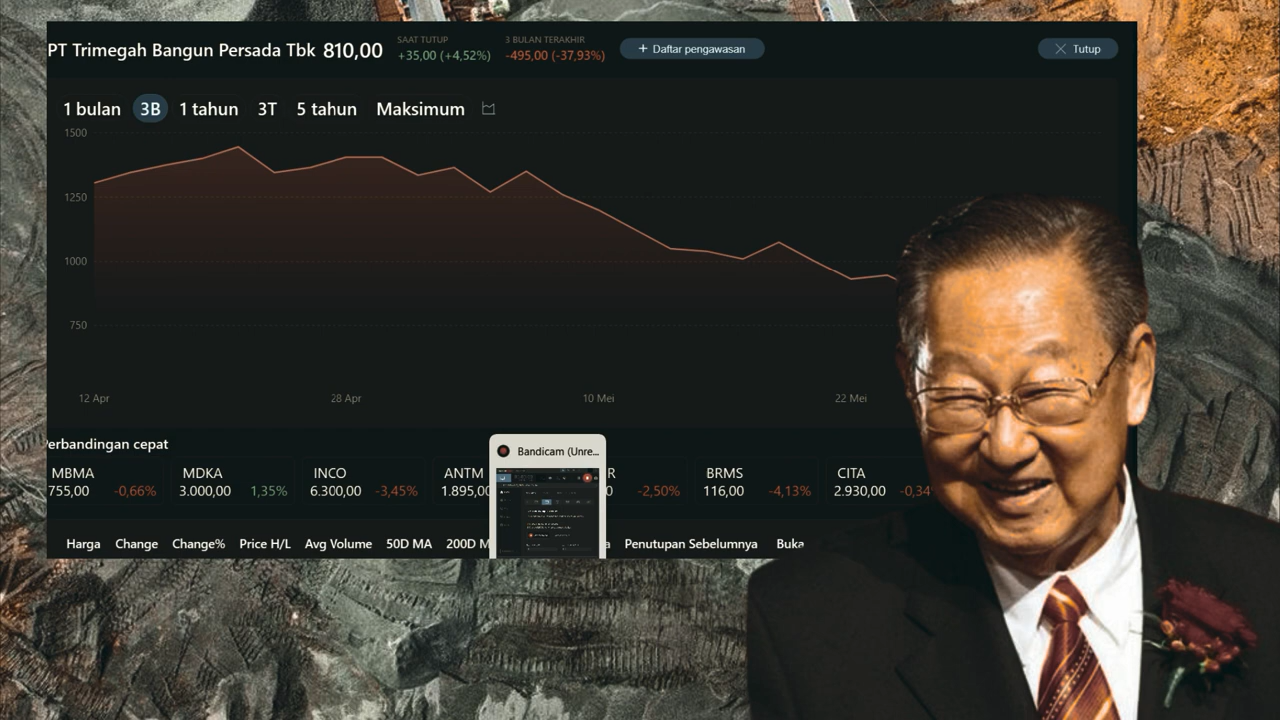 PT Trimegah Bangun Persada Tbk 810,00
SAAT TUTUP
+35,00 (+4,52%)
3 BULAN TERAKHIR
-495,00 (-37,93%)
+ Daftar pengawasan
Tutup
1 bulan 3B 1 tahun 3T 5 tahun Maksimum
1500
1250
1000
750
12 Apr 28 Apr 10 Mei 22 Mei
erbandingan cepat
MBMA MDKA INCO ANTM R BRMS CITA
755,00 -0,66% 3.000,00 1,35% 6.300,00 -3,45% 1.895,00 0 -2,50% 116,00 -4,13% 2.930,00 -0,34
Bandicam (Unre...
Harga Change Change% Price H/L Avg Volume 50D MA 200D M a Penutupan Sebelumnya Buka